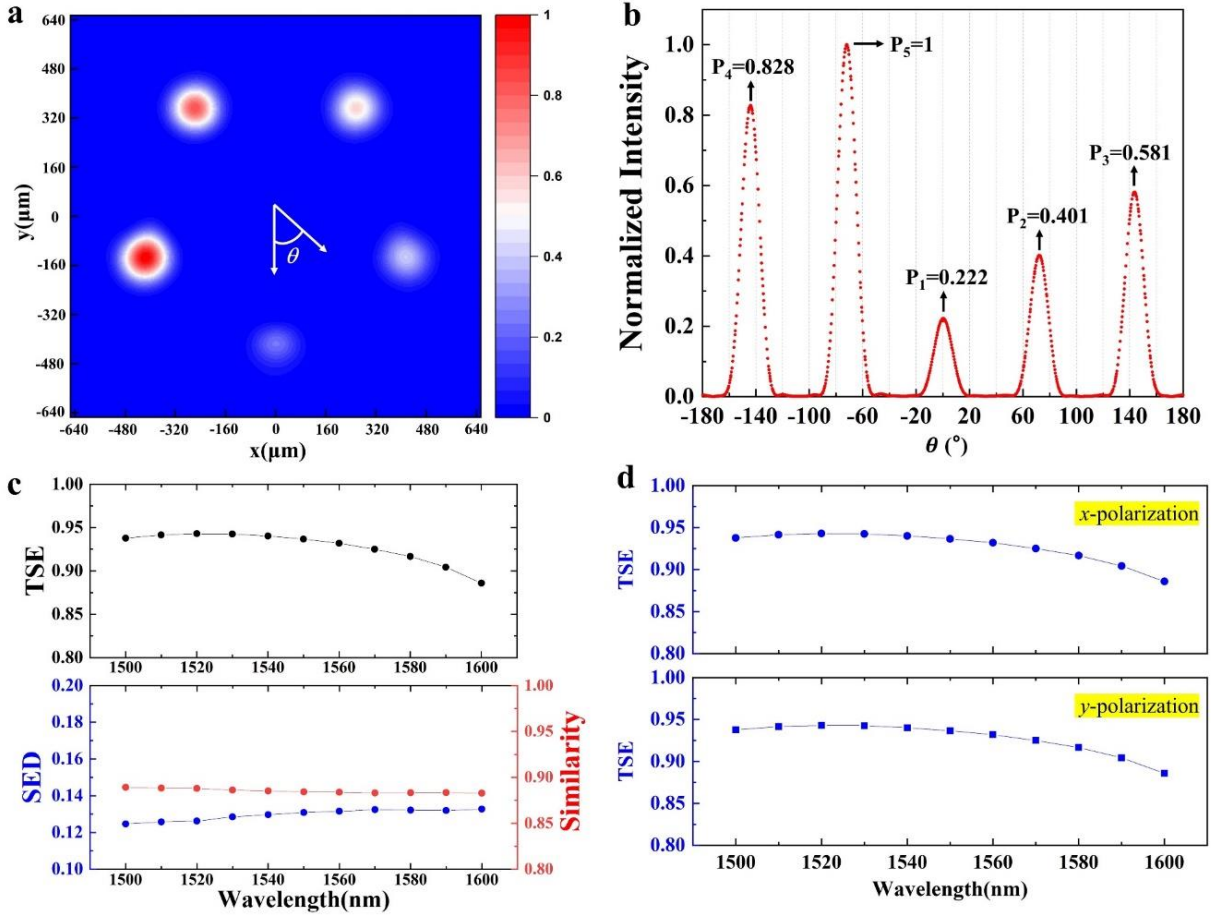 a
640
480
320
160
0
-160
-320
-480
-640
y(μm)
-640 -480 -320 -160 0 160 320 480 640
x(μm)
θ
1
0.8
0.6
0.4
0.2
0
b
Normalized Intensity
1.0
0.8
0.6
0.4
0.2
0.0
P5=1
P4=0.828
P3=0.581
P2=0.401
P1=0.222
-180 -140 -100 -60 -20 20 60 100 140 180
θ (°)
c
TSE
1.00
0.95
0.90
0.85
0.80
1500 1520 1540 1560 1580 1600
SED
0.20
0.18
0.16
0.14
0.12
0.10
Similarity
1.00
0.95
0.90
0.85
0.80
1500 1520 1540 1560 1580 1600
Wavelength(nm)
d
x-polarization
TSE
1.00
0.95
0.90
0.85
0.80
y-polarization
TSE
1.00
0.95
0.90
0.85
0.80
1500 1520 1540 1560 1580 1600
Wavelength(nm)